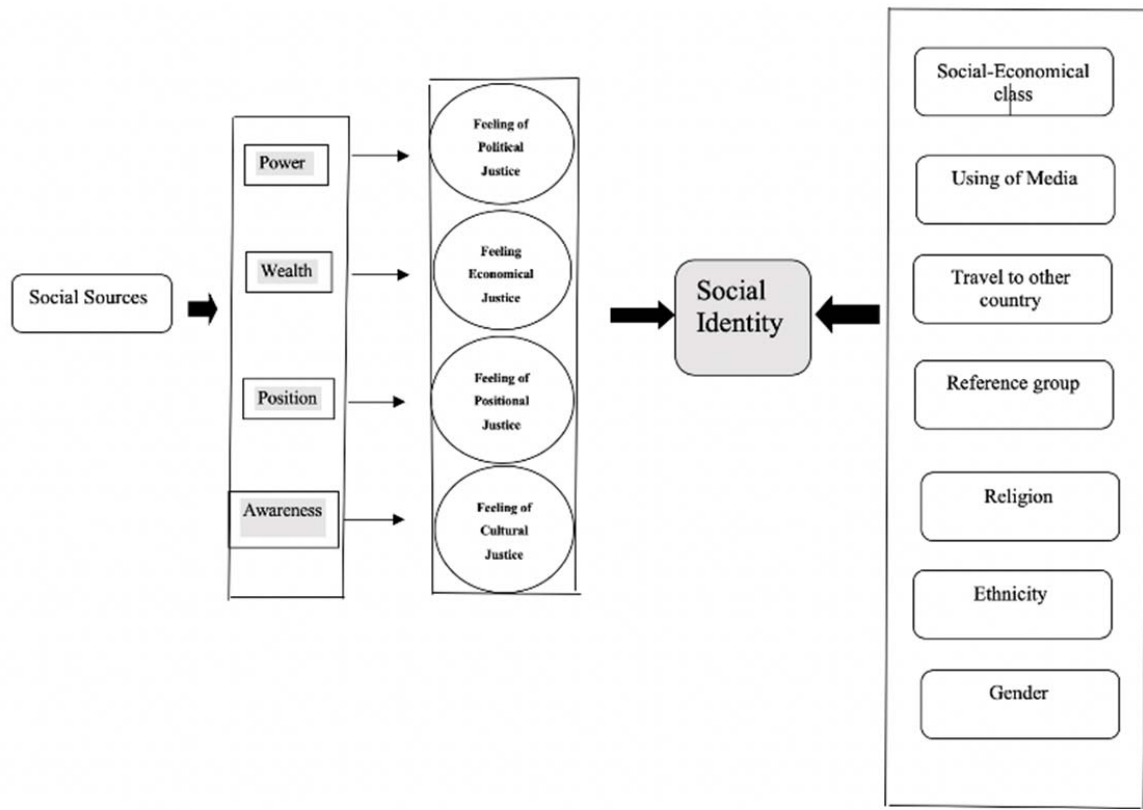 Social Sources
Power
Wealth
Position
Awareness
Feeling of
Political
Justice
Feeling
Economical
Justice
Feeling of
Positional
Justice
Feeling of
Cultural
Justice
Social
Identity
Social-Economical
class
Using of Media
Travel to other
country
Reference group
Religion
Ethnicity
Gender